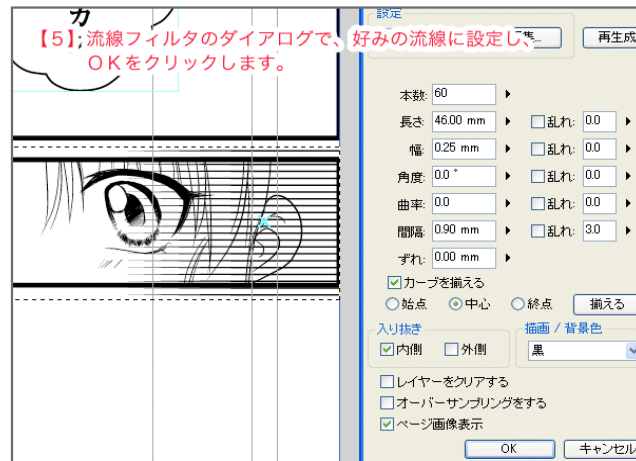 カ
設定
【5】;流線フィルタのダイアログで、好みの流線に設定し、
OKをクリックします。
集...
再生成
本数: 60
長さ: 46.00 mm 乱れ: 0.0
幅: 0.25 mm 乱れ: 0.0
角度: 0.0 ° 乱れ: 0.0
曲率: 0.0 乱れ: 0.0
間隔: 0.90 mm 乱れ: 3.0
ずれ: 0.00 mm
カーブを揃える
始点 中心 終点 揃える
入り抜き 描画 / 背景色
内側 外側 黒
レイヤーをクリアする
オーバーサンプリングをする
ページ画像表示
OK キャンセル